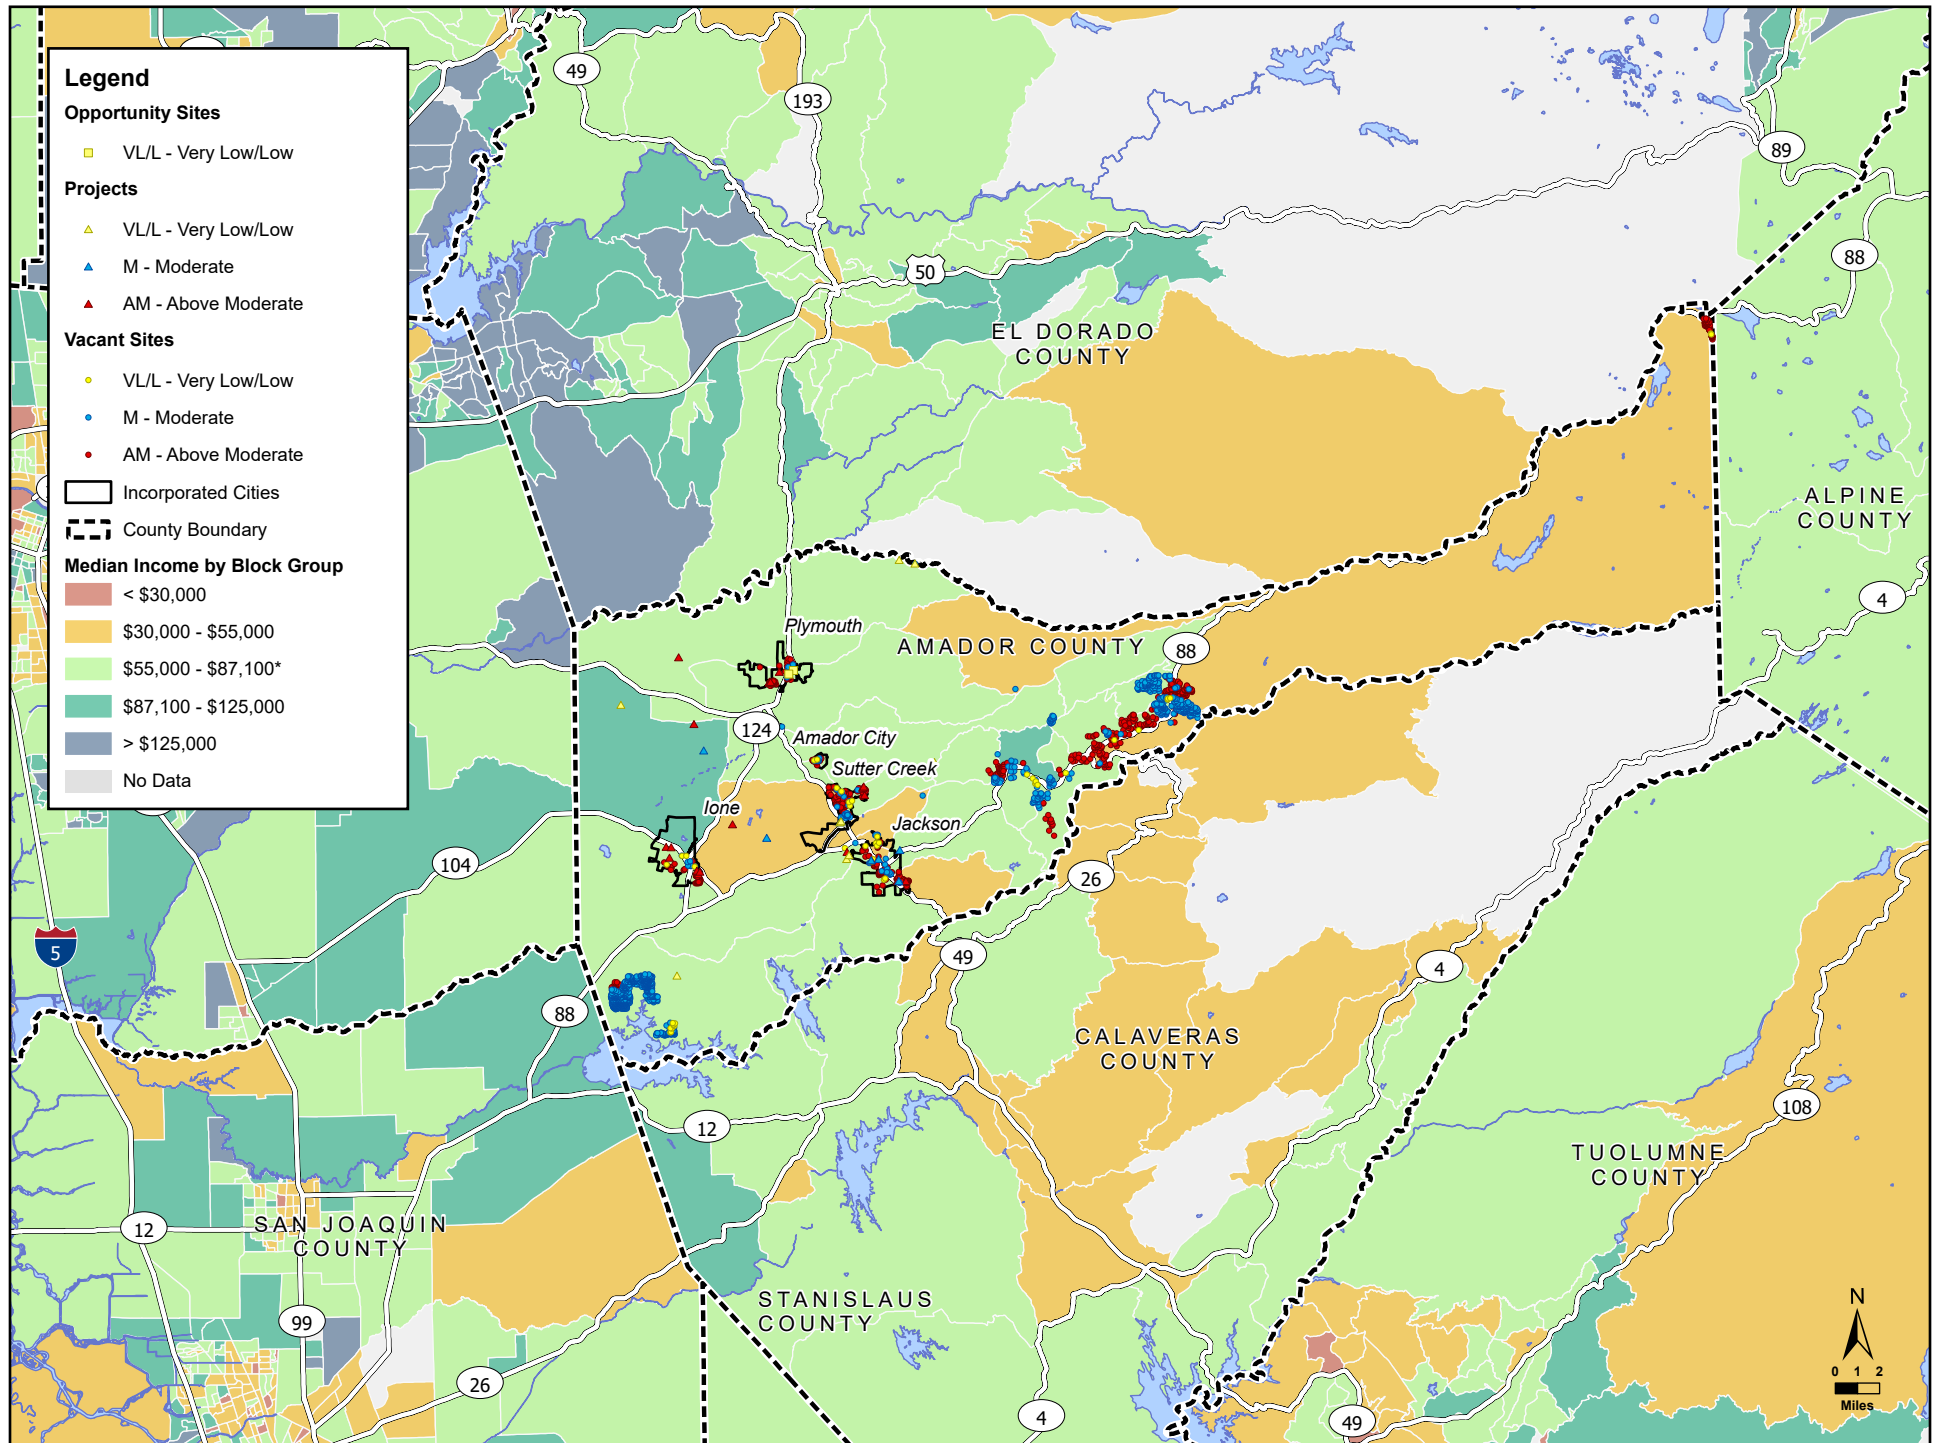 Legend
Opportunity Sites
VL/L - Very Low/Low
Projects
VL/L - Very Low/Low
M - Moderate
AM - Above Moderate
Vacant Sites
VL/L - Very Low/Low
M - Moderate
AM - Above Moderate
Incorporated Cities
County Boundary
Median Income by Block Group
< $30,000
$30,000 - $55,000
$55,000 - $87,100*
$87,100 - $125,000
> $125,000
No Data
49
193
89
88
50
EL DORADO
COUNTY
ALPINE
COUNTY
4
Plymouth
AMADOR COUNTY
88
124
Amador City
Sutter Creek
Ione
Jackson
104
26
5
49
4
88
CALAVERAS
COUNTY
108
12
TUOLUMNE
COUNTY
12
SAN JOAQUIN
COUNTY
STANISLAUS
COUNTY
99
26
4
49
N
0 1 2
Miles